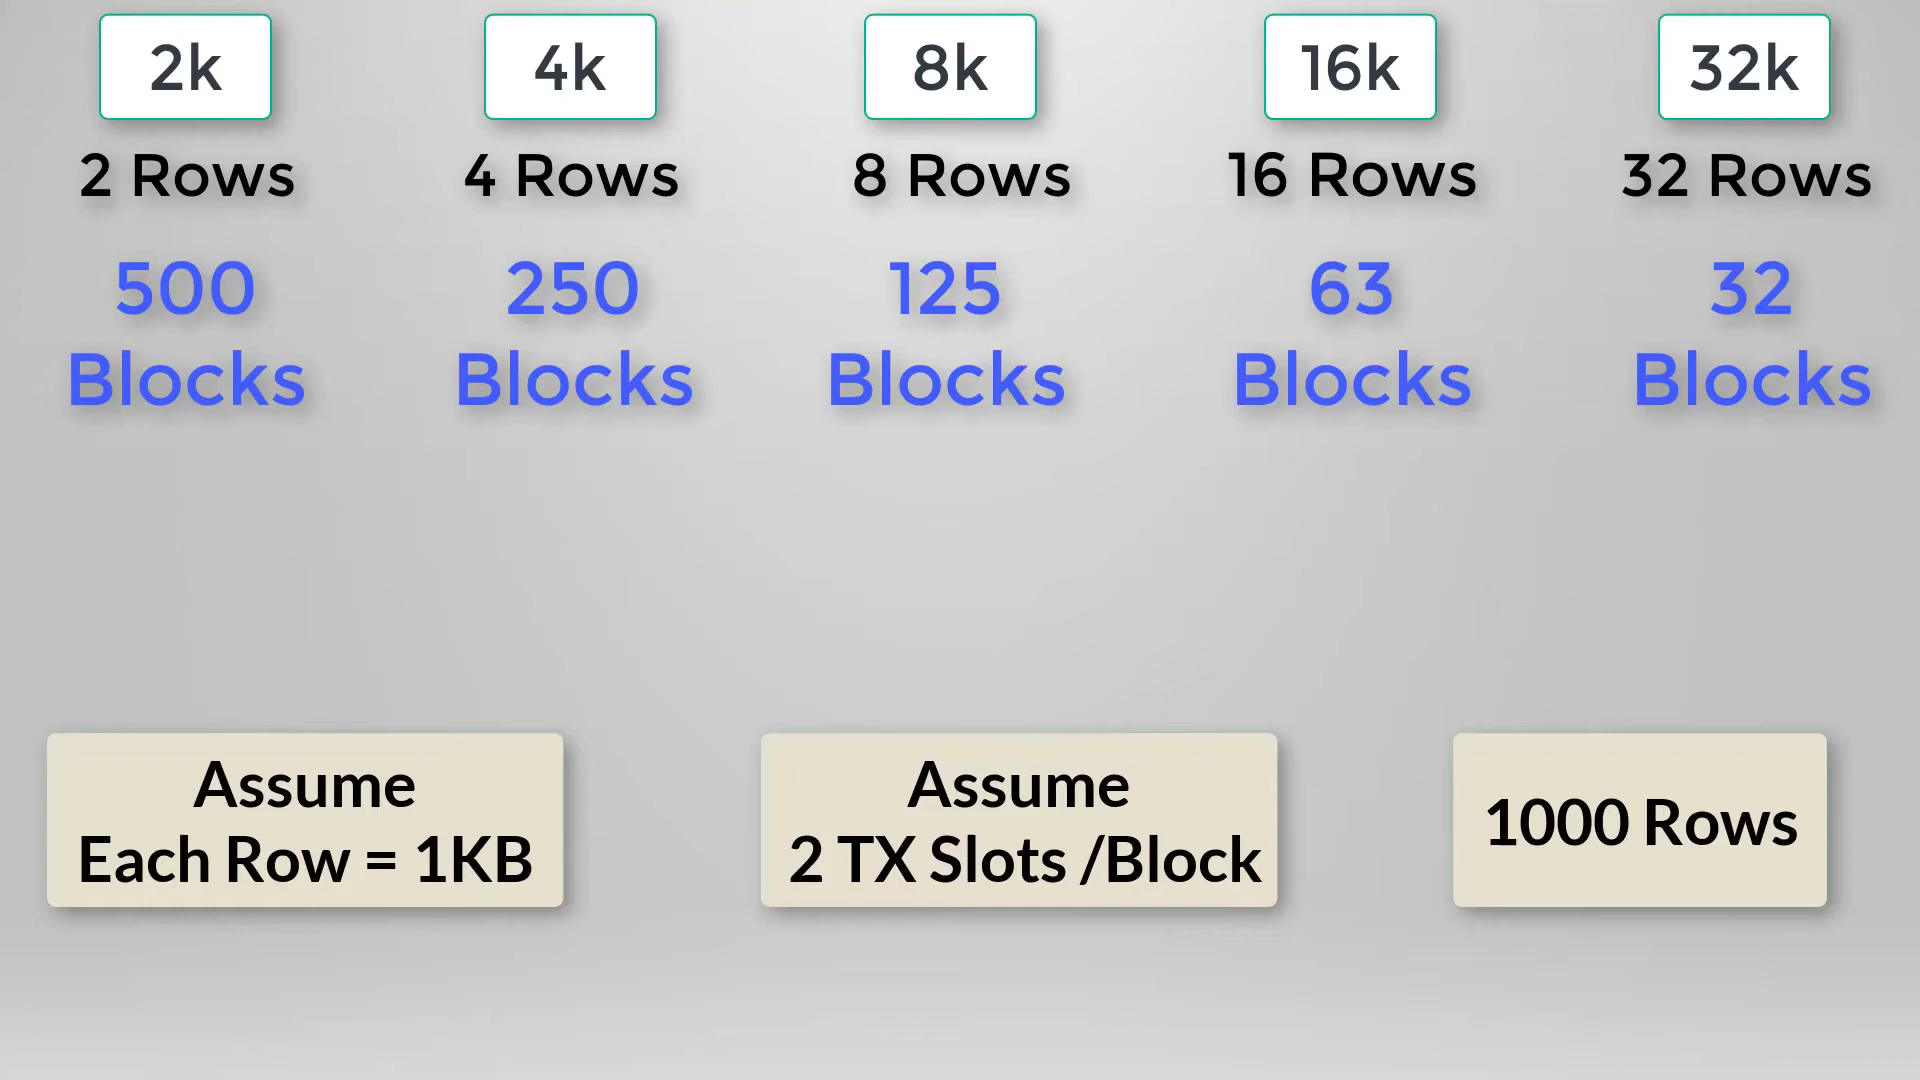 2k 4k 8k 16k 32k
2 Rows 4 Rows 8 Rows 16 Rows 32 Rows
500 250 125 63 32
Blocks Blocks Blocks Blocks Blocks
Assume
Each Row = 1KB
Assume
2 TX Slots /Block
1000 Rows